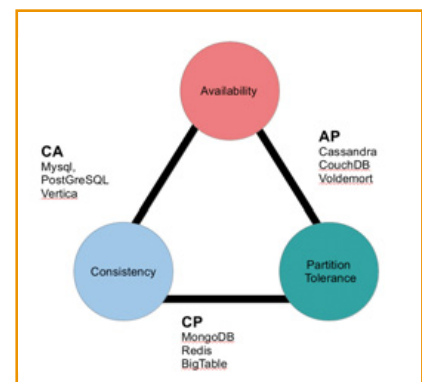 Availability
CA
Mysql,
PostGreSQL
Vertica
AP
Cassandra
CouchDB
Voldemort
Consistency
Partition
Tolerance
CP
MongoDB
Redis
BigTable